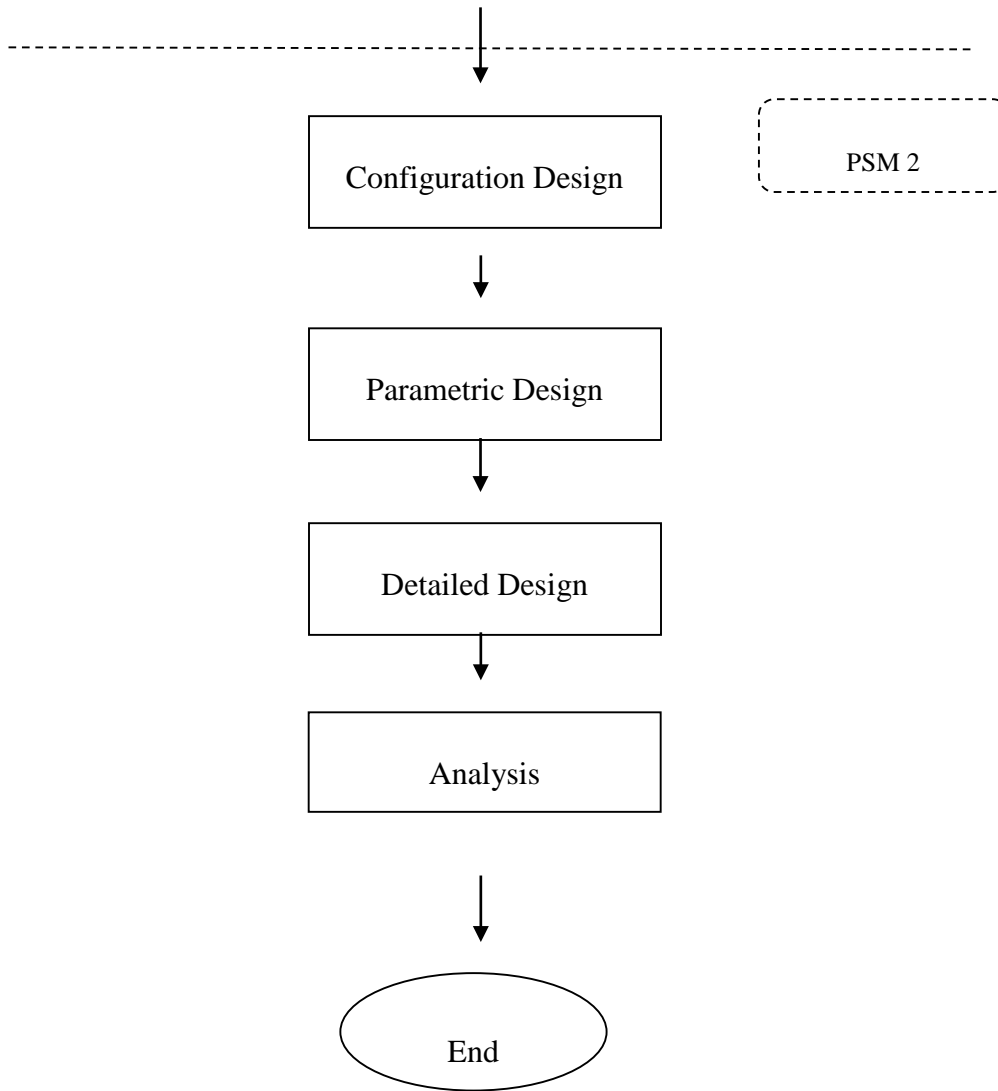 PSM 2
Configuration Design
Parametric Design
Detailed Design
Analysis
End